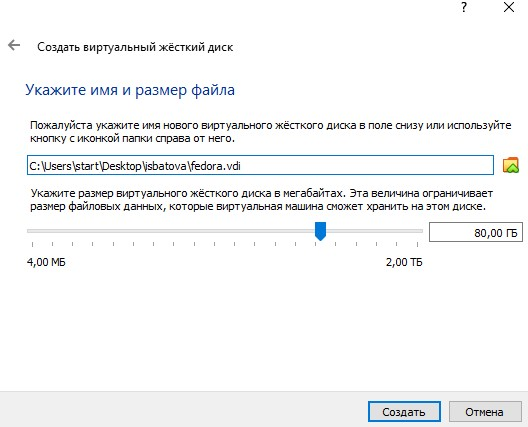 ?
Создать виртуальный жёсткий диск
Укажите имя и размер файла
Пожалуйста укажите имя нового виртуального жёсткого диска в поле снизу или используйте
кнопку с иконкой папки справа от него.
C:\Users\start\Desktop\isbatova\fedora.vdi
Укажите размер виртуального жёсткого диска в мегабайтах. Эта величина ограничивает
размер файловых данных, которые виртуальная машина сможет хранить на этом диске.
80,00 ГБ
4,00 МБ 2,00 ТБ
Создать Отмена